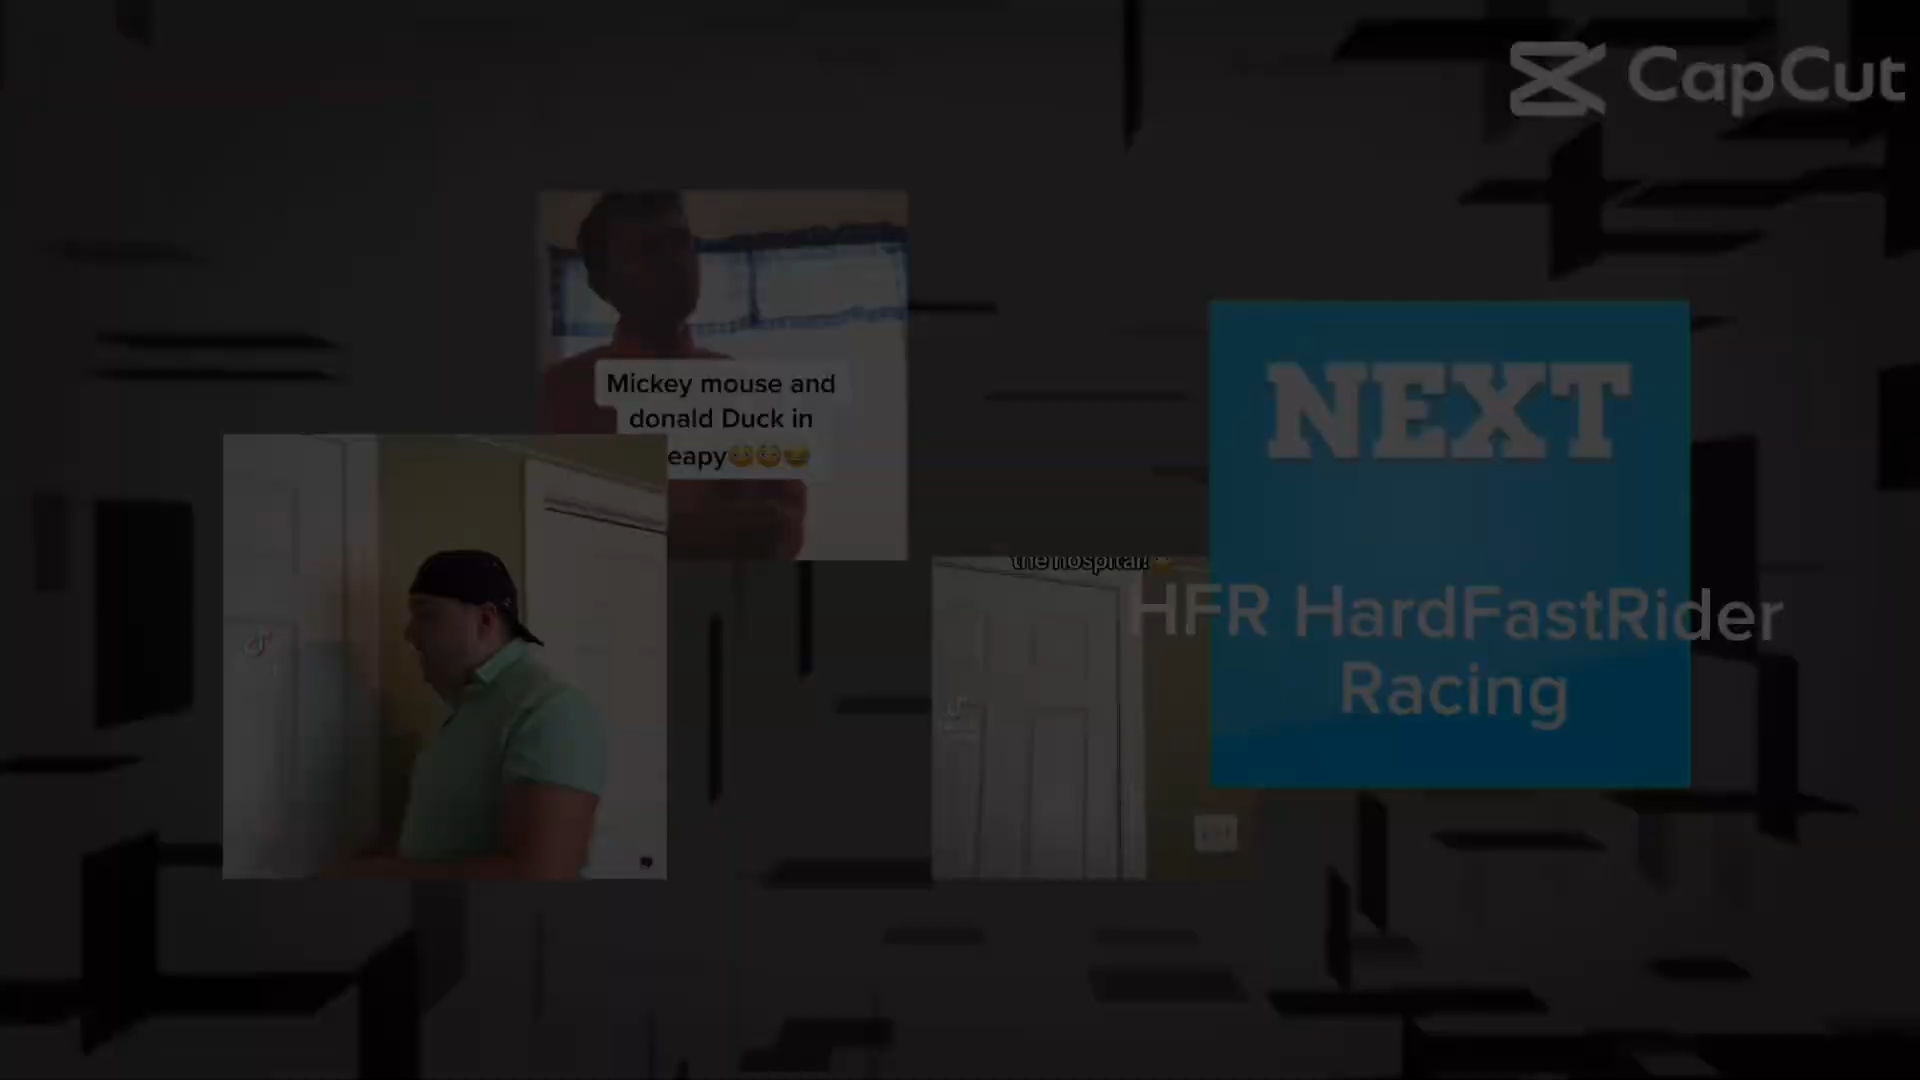 CapCut
Mickey mouse and
donald Duck in
eapy😳😳😅
the hospital!
NEXT
HFR HardFastRider
Racing